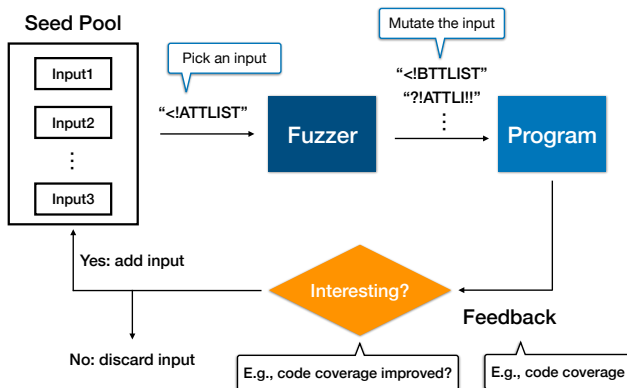 Seed Pool
Input1
Input2
⋮
Input3
Pick an input
“<!ATTLIST”
Fuzzer
Mutate the input
“<!BTTLIST”
“?!ATTLI!!”
⋮
Program
Yes: add input
No: discard input
Interesting?
Feedback
E.g., code coverage improved?
E.g., code coverage